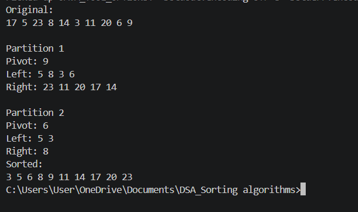 Original:
17 5 23 8 14 3 11 20 6 9
Partition 1
Pivot: 9
Left: 5 8 3 6
Right: 23 11 20 17 14
Partition 2
Pivot: 6
Left: 5 3
Right: 8
Sorted:
3 5 6 8 9 11 14 17 20 23
C:\Users\User\OneDrive\Documents\DSA_Sorting algorithms>